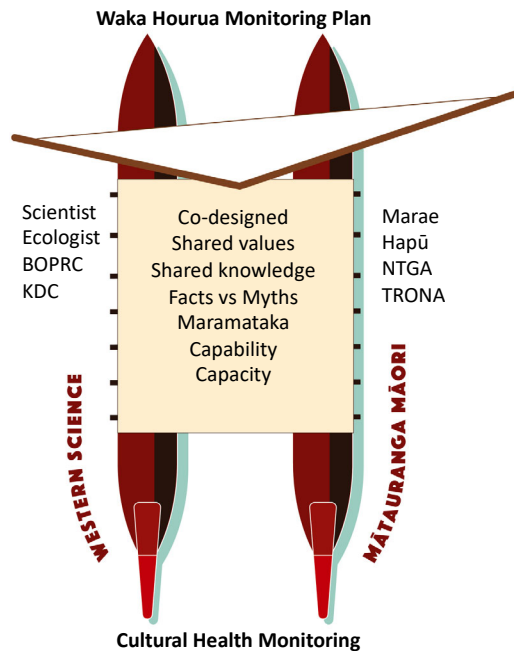 Waka Hourua Monitoring Plan
Scientist
Ecologist
BOPRC
KDC
Co-designed
Shared values
Shared knowledge
Facts vs Myths
Maramataka
Capability
Capacity
Marae
Hapū
NTGA
TRONA
WESTERN SCIENCE
MĀTAURANGA MĀORI
Cultural Health Monitoring